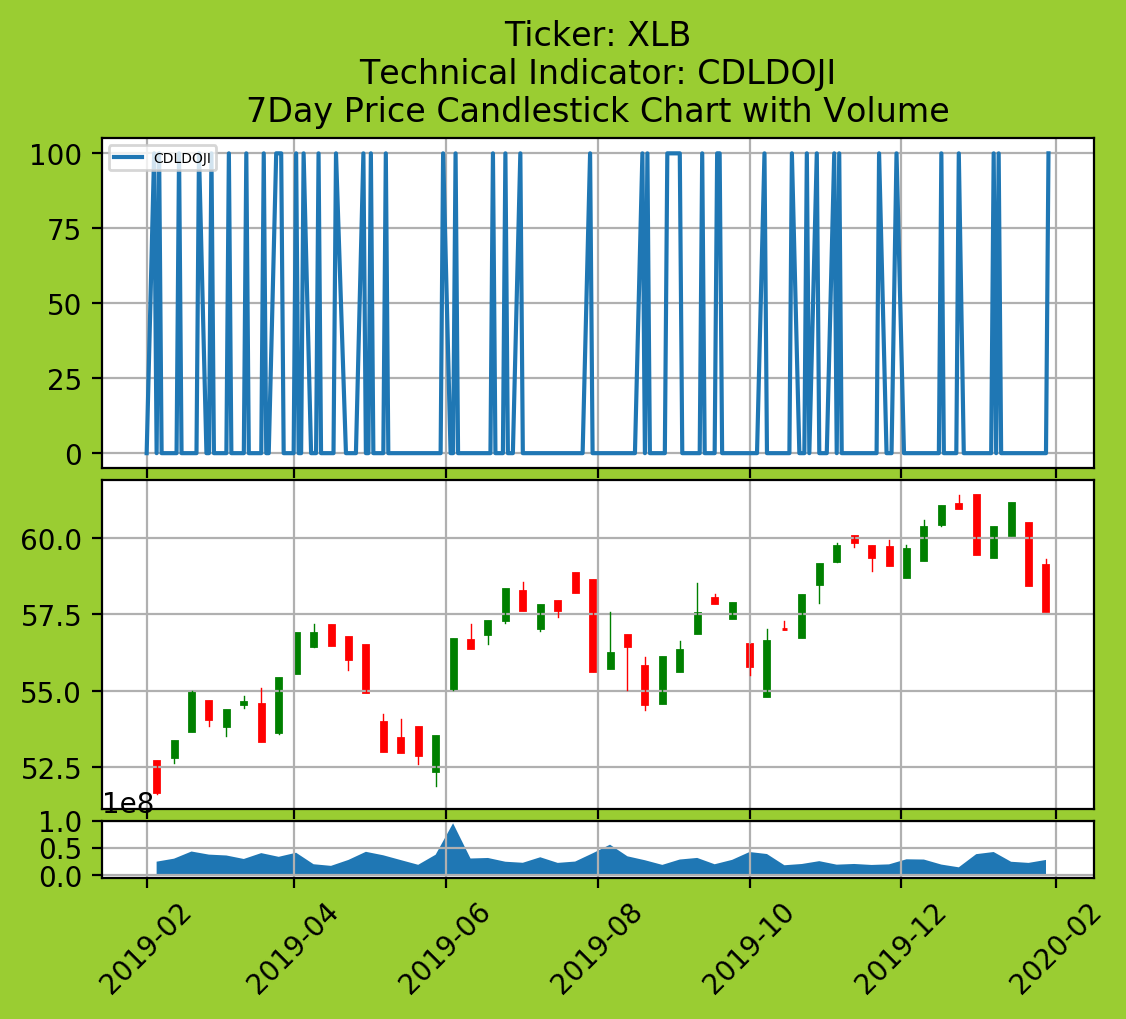 Ticker: XLB
Technical Indicator: CDLDOJI
7Day Price Candlestick Chart with Volume
CDLDOJI
100
75
50
25
0
60.0
57.5
55.0
52.5
1e8
1.0
0.5
0.0
2019-02 2019-04 2019-06 2019-08 2019-10 2019-12 2020-02